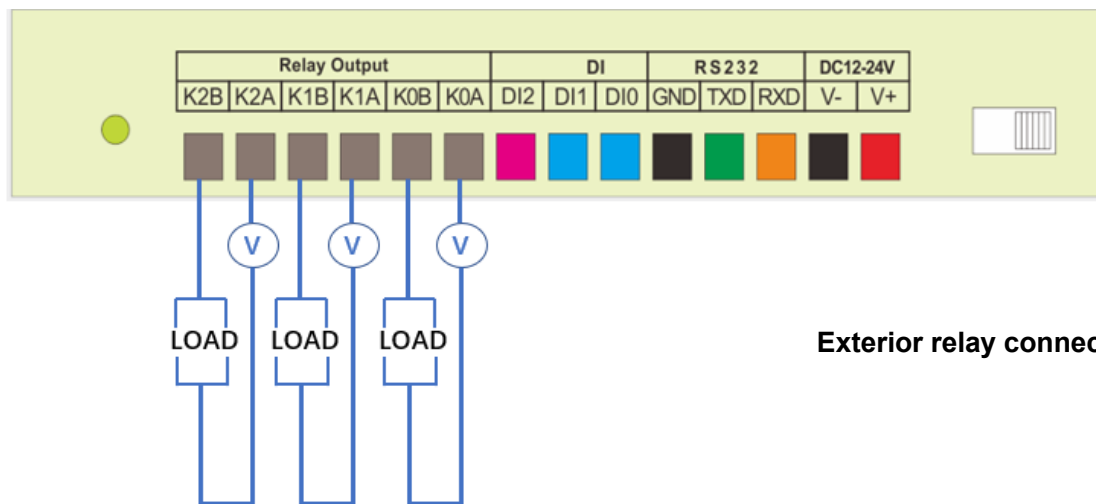 Relay Output DI RS232 DC12-24V
K2B K2A K1B K1A K0B K0A DI2 DI1 DI0 GND TXD RXD V- V+
V V V
LOAD LOAD LOAD
Exterior relay connec